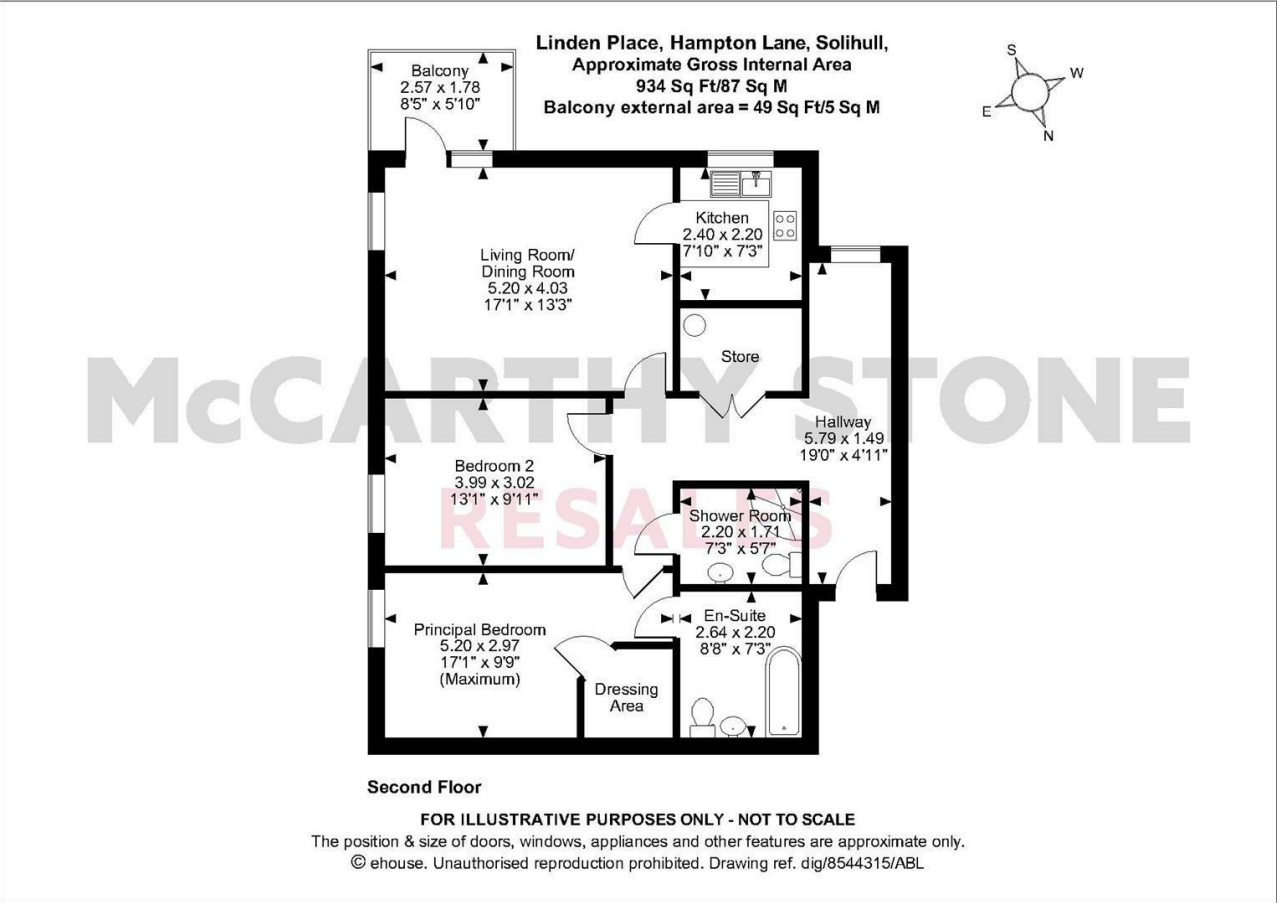 Linden Place, Hampton Lane, Solihull,
Approximate Gross Internal Area
934 Sq Ft/87 Sq M
Balcony external area = 49 Sq Ft/5 Sq M
S
W
E
N
Balcony
2.57 x 1.78
8'5" x 5'10"
Kitchen
2.40 x 2.20
7'10" x 7'3"
Living Room/
Dining Room
5.20 x 4.03
17'1" x 13'3"
Store
McCARTHY STONE
RESALES
Hallway
5.79 x 1.49
19'0" x 4'11"
Bedroom 2
3.99 x 3.02
13'1" x 9'11"
Shower Room
2.20 x 1.71
7'3" x 5'7"
En-Suite
2.64 x 2.20
8'8" x 7'3"
Principal Bedroom
5.20 x 2.97
17'1" x 9'9"
(Maximum)
Dressing
Area
Second Floor
FOR ILLUSTRATIVE PURPOSES ONLY - NOT TO SCALE
The position & size of doors, windows, appliances and other features are approximate only.
© ehouse. Unauthorised reproduction prohibited. Drawing ref. dig/8544315/ABL